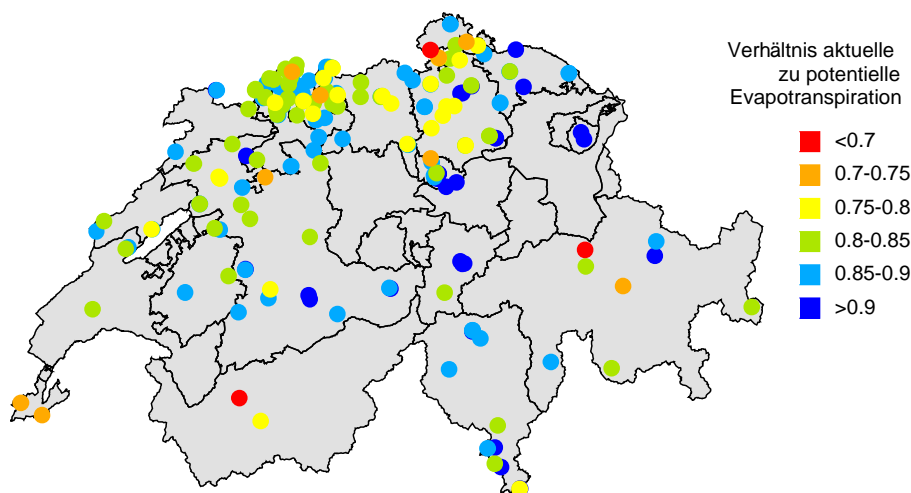 Verhältnis aktuelle
zu potentielle
Evapotranspiration
<0.7
0.7-0.75
0.75-0.8
0.8-0.85
0.85-0.9
>0.9